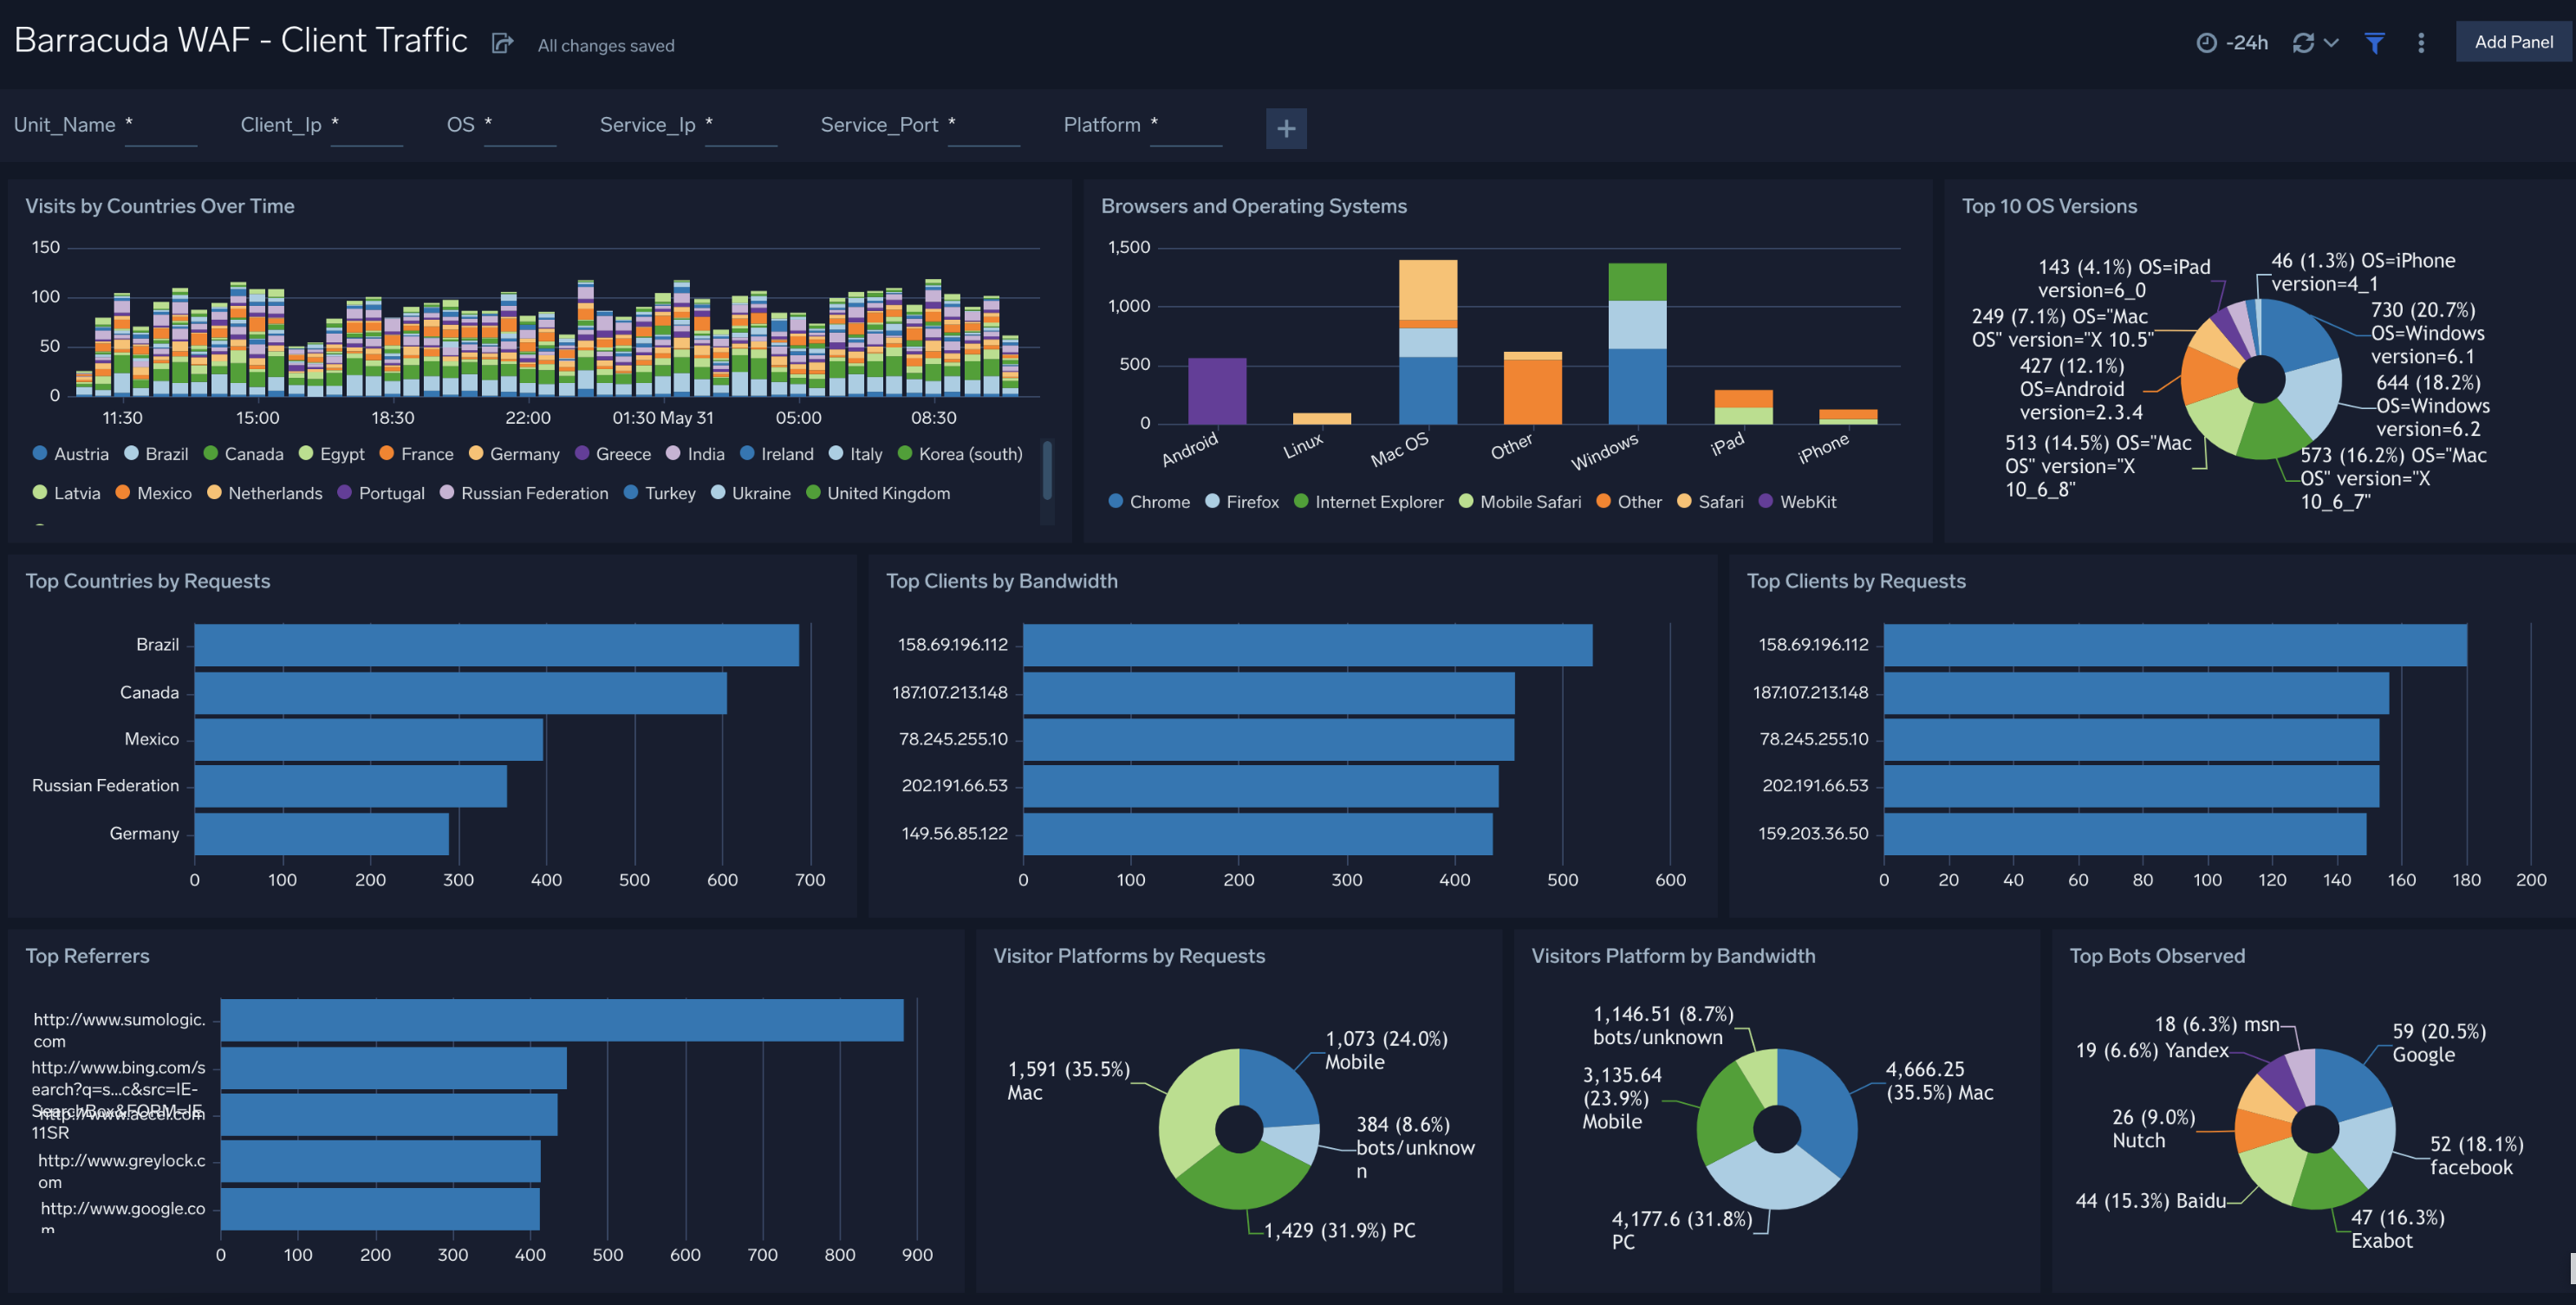 Barracuda WAF - Client Traffic
All changes saved
-24h
Add Panel
Unit_Name *
Client_Ip *
OS *
Service_Ip *
Service_Port *
Platform *
Visits by Countries Over Time
150
100
50
0
11:30 15:00 18:30 22:00 01:30 May 31 05:00 08:30
Austria Brazil Canada Egypt France Germany Greece India Ireland Italy Korea (south)
Latvia Mexico Netherlands Portugal Russian Federation Turkey Ukraine United Kingdom
Browsers and Operating Systems
1,500
1,000
500
0
Android Linux Mac OS Other Windows iPad iPhone
Chrome Firefox Internet Explorer Mobile Safari Other Safari WebKit
Top 10 OS Versions
143 (4.1%) OS=iPad
version=6_0
249 (7.1%) OS="Mac
OS" version="X 10.5"
427 (12.1%)
OS=Android
version=2.3.4
513 (14.5%) OS="Mac
OS" version="X
10_6_8"
46 (1.3%) OS=iPhone
version=4_1
730 (20.7%)
OS=Windows
version=6.1
644 (18.2%)
OS=Windows
version=6.2
573 (16.2%) OS="Mac
OS" version="X
10_6_7"
Top Countries by Requests
Brazil
Canada
Mexico
Russian Federation
Germany
0 100 200 300 400 500 600 700
Top Clients by Bandwidth
158.69.196.112
187.107.213.148
78.245.255.10
202.191.66.53
149.56.85.122
0 100 200 300 400 500 600
Top Clients by Requests
158.69.196.112
187.107.213.148
78.245.255.10
202.191.66.53
159.203.36.50
0 20 40 60 80 100 120 140 160 180 200
Top Referrers
http://www.sumologic.
com
http://www.bing.com/s
earch?q=s...c&src=IE-
SearchBox&FORM=IE
http://www.accel.com
11SR
http://www.greylock.c
om
http://www.google.co
m
0 100 200 300 400 500 600 700 800 900
Visitor Platforms by Requests
1,073 (24.0%)
Mobile
1,591 (35.5%)
Mac
384 (8.6%)
bots/unknow
n
1,429 (31.9%) PC
Visitors Platform by Bandwidth
1,146.51 (8.7%)
bots/unknown
3,135.64
(23.9%)
Mobile
4,666.25
(35.5%) Mac
4,177.6 (31.8%)
PC
Top Bots Observed
18 (6.3%) msn
19 (6.6%) Yandex
26 (9.0%)
Nutch
44 (15.3%) Baidu
59 (20.5%)
Google
52 (18.1%)
facebook
47 (16.3%)
Exabot